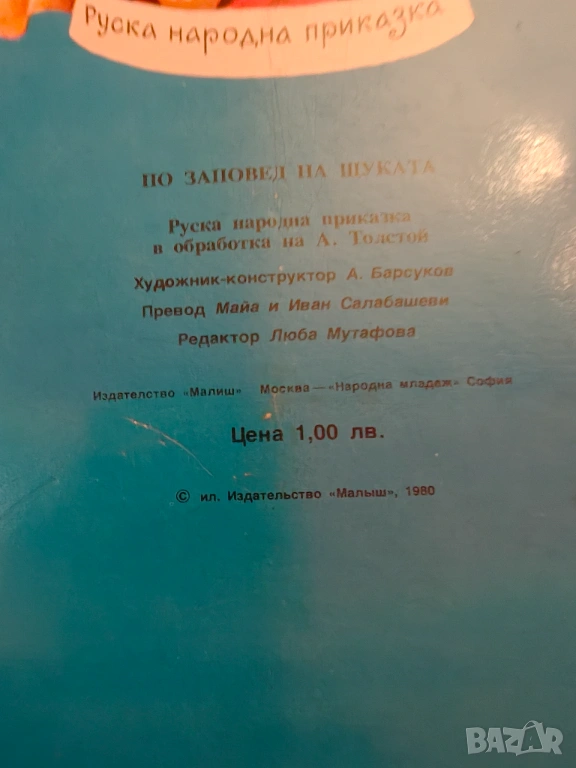 Руска народна приказка
ПО ЗАПОВЕД НА ЩУКАТА
Руска народна приказка
в обработка на А. Толстой
Художник-конструктор А. Барсуков
Превод Майа и Иван Салабашеви
Редактор Люба Мутафова
Издателство «Малиш» Москва — «Народна младеж» София
Цена 1,00 лв.
© ил. Издательство «Малыш», 1980
BAZAR